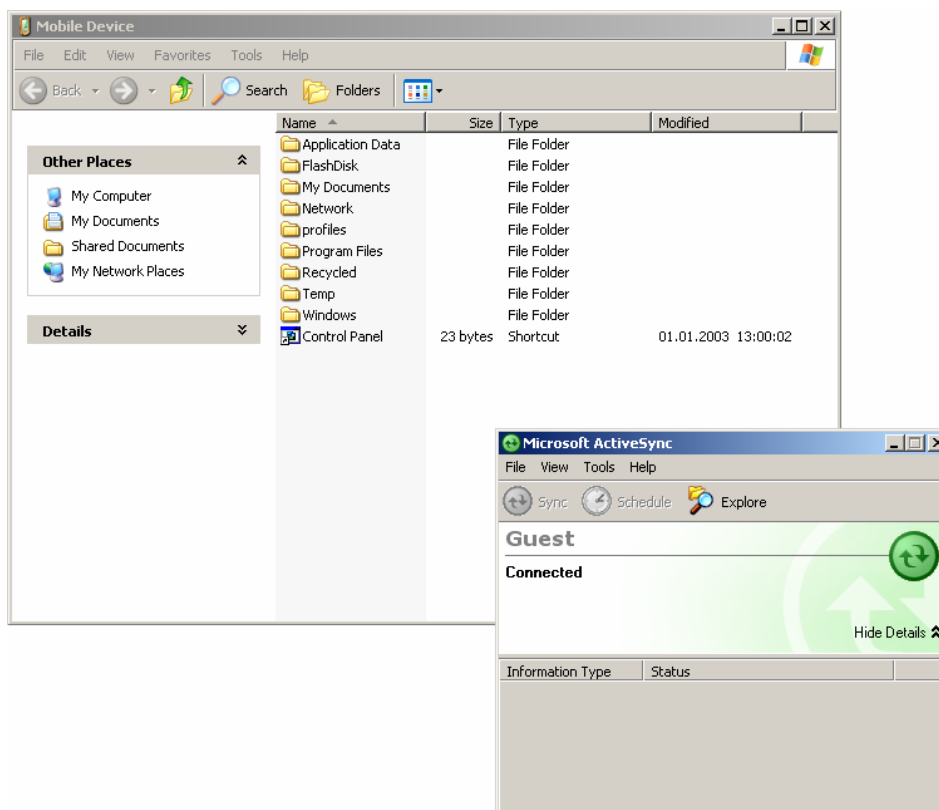 Mobile Device
File Edit View Favorites Tools Help
Back Search Folders
Name Size Type Modified
Other Places
My Computer
My Documents
Shared Documents
My Network Places
Details
Application Data File Folder
FlashDisk File Folder
My Documents File Folder
Network File Folder
profiles File Folder
Program Files File Folder
Recycled File Folder
Temp File Folder
Windows File Folder
Control Panel 23 bytes Shortcut 01.01.2003 13:00:02
Microsoft ActiveSync
File View Tools Help
Sync Schedule Explore
Guest
Connected
Hide Details
Information Type Status